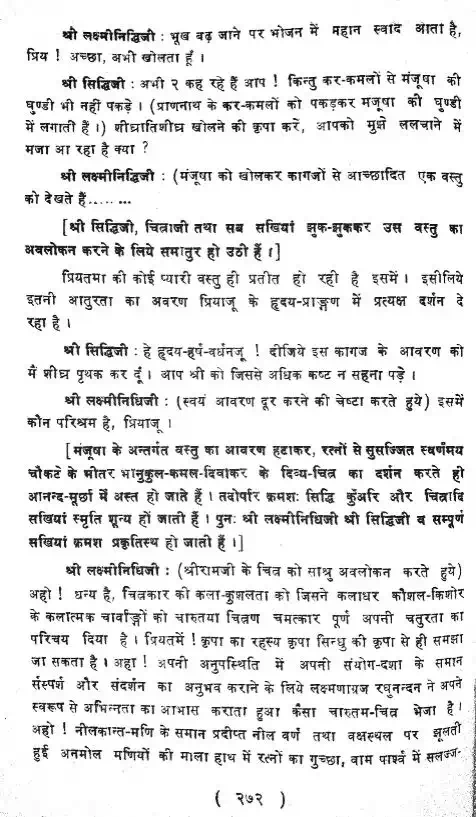 श्री लक्ष्मीनिद्धिजी : भूख बढ़ जाने पर भोजन में महान स्वाद आता है,
प्रिय ! अच्छा, अभी खोलता हूँ ।
श्री सिद्धिजी : अभी २ कह रहे हैं आप ! किन्तु कर-कमलों से मंजूषा की
घुण्डी भी नहीं पकड़े । (प्राणनाथ के कर-कमलों को पकड़कर मंजूषा की घुण्डी
में लगाती हैं ।) शीघ्रातिशीघ्र खोलने की कृपा करें, आपको मुझे ललचाने में
मजा आ रहा है क्या ?
श्री लक्ष्मीनिद्धिजी : (मंजूषा को खोलकर कागजों से आच्छादित एक वस्तु
को देखते हैं.........
[श्री सिद्धिजी, चित्राजी तथा सब सखियां झुक-झुककर उस वस्तु का
अवलोकन करने के लिये समातुर हो उठी हैं ।]
प्रियतमा की कोई प्यारी वस्तु ही प्रतीत हो रही है इसमें । इसीलिये
इतनी आतुरता का अवरण प्रियाजू के हृदय-प्राङ्गण में प्रत्यक्ष दर्शन दे
रहा है ।
श्री सिद्धिजी : हे हृदय-हर्ष-वर्धनजू ! दीजिये इस कागज के आवरण को
मैं शीघ्र पृथक कर दूँ । आप श्री को जिससे अधिक कष्ट न सहना पड़े ।
श्री लक्ष्मीनिधिजी : (स्वयं आवरण दूर करने की चेष्टा करते हुये) इसमें
कौन परिश्रम है, प्रियाजू ।
[मंजूषा के अन्तर्गत वस्तु का आवरण हटाकर, रत्नों से सुसज्जित स्वर्णमय
चौकटे के भीतर भानुकुल-कमल-दिवाकर के दिव्य-चित्र का दर्शन करते हो
आनन्द-मूर्छा में अस्त हो जाते हैं । तदोपरि क्रमशः सिद्धि कुँअरि और चित्रादि
सखियां स्मृति शून्य हों जाती हैं । पुनः श्री लक्ष्मीनिधिजी श्री सिद्धिजी व सम्पूर्ण
सखियां क्रमश प्रकृतिस्थ हो जाती हैं ।]
श्री लक्ष्मीनिधिजी : (श्रीरामजी के चित्र को साश्रु अवलोकन करते हुये)
अहो ! धन्य है, चित्रकार की कला-कुशलता को जिसने कलाधर कौशल-किशोर
के कलात्मक चार्वाङ्गों को चारुतया चित्रण चमत्कार पूर्ण अपनी चतुरता का
परिचय दिया है । प्रियतमें ! कृपा का रहस्य कृपा सिन्धु की कृपा से ही समझा
जा सकता है । अहा ! अपनी अनुपस्थिति में अपनी संयोग-दशा के समान
संस्पर्श और संदर्शन का अनुभव कराने के लिये लक्ष्मणाग्रज रघुनन्दन ने अपने
स्वरूप से अभिन्नता का आभास कराता हुआ कैसा चारुतम-चित्र भेजा है ।
अहो ! नीलकान्त-मणि के समान प्रदीप्त नील वर्ण तथा वक्षस्थल पर झूलती
हुई अनमोल मणियों की माला हाथ में रत्नों का गुच्छा, वाम पार्श्व में सलज्ज-
( २७२ )